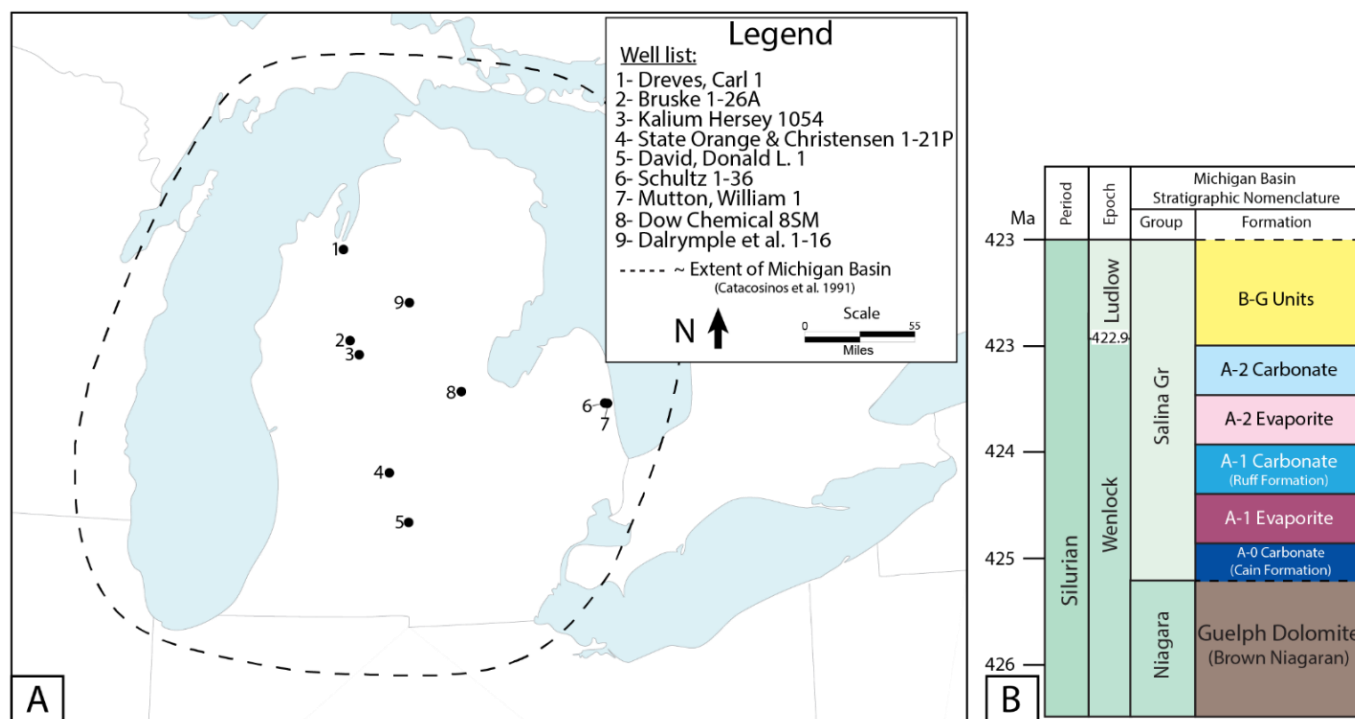 Legend
Well list:
1- Dreves, Carl 1
2- Bruske 1-26A
3- Kalium Hersey 1054
4- State Orange & Christensen 1-21P
5- David, Donald L. 1
6- Schultz 1-36
7- Mutton, William 1
8- Dow Chemical 8SM
9- Dalrymple et al. 1-16
~ Extent of Michigan Basin
(Catacosinos et al. 1991)
N
Scale
0 55
Miles
1
9
2
3
8
6
7
4
5
A
Michigan Basin
Stratigraphic Nomenclature
Ma
Period
Epoch
Group
Formation
423
423
424
425
426
Silurian
Ludlow
422.9
Wenlock
Salina Gr
Niagara
B-G Units
A-2 Carbonate
A-2 Evaporite
A-1 Carbonate
(Ruff Formation)
A-1 Evaporite
A-0 Carbonate
(Cain Formation)
Guelph Dolomite
(Brown Niagaran)
B